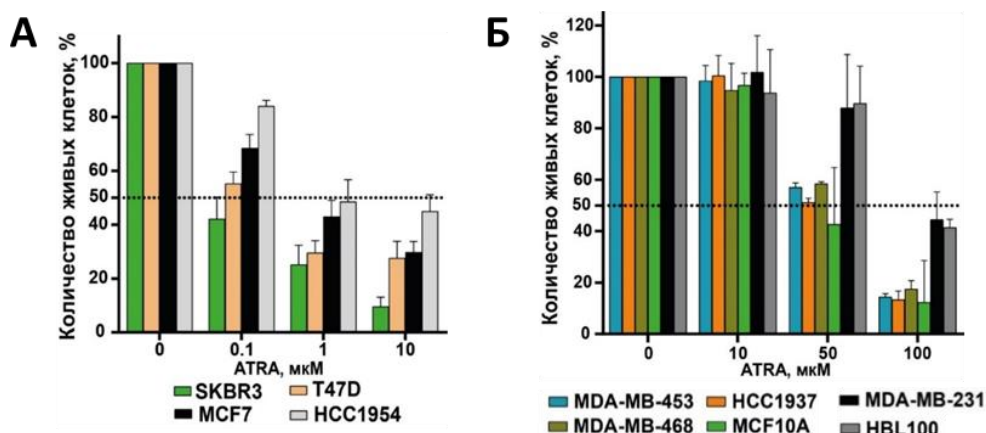 А
Количество живых клеток, %
100
80
60
50
40
20
0
0
0.1
1
10
ATRA, мкМ
SKBR3
T47D
MCF7
HCC1954
Б
Количество живых клеток, %
120
100
80
60
50
40
20
0
0
10
50
100
ATRA, мкМ
MDA-MB-453
HCC1937
MDA-MB-231
MDA-MB-468
MCF10A
HBL100